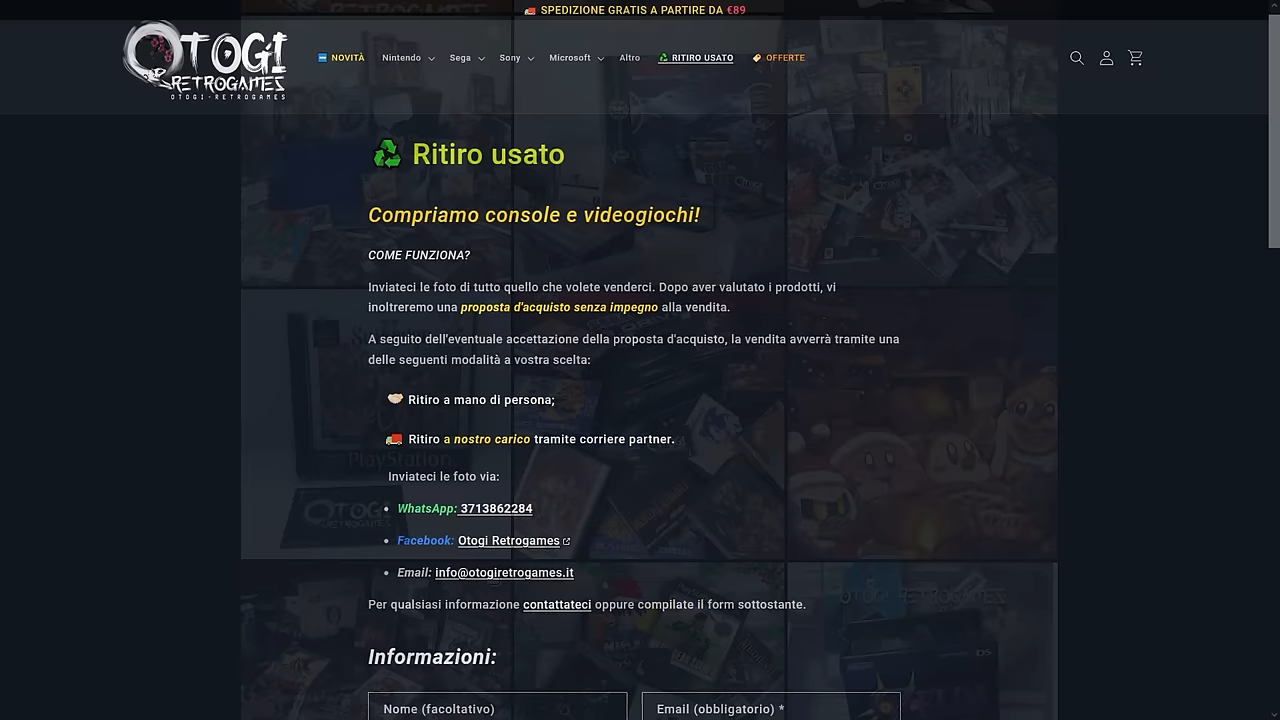 SPEDIZIONE GRATIS A PARTIRE DA €89
OTOGI
RETROGAMES
OTOGI-RETROGAMES
NOVITÀ
Nintendo
Sega
Sony
Microsoft
Altro
RITIRO USATO
OFFERTE
Ritiro usato
Compriamo console e videogiochi!
COME FUNZIONA?
Inviateci le foto di tutto quello che volete venderci. Dopo aver valutato i prodotti, vi
inoltreremo una proposta d'acquisto senza impegno alla vendita.
A seguito dell'eventuale accettazione della proposta d'acquisto, la vendita avverrà tramite una
delle seguenti modalità a vostra scelta:
Ritiro a mano di persona;
Ritiro a nostro carico tramite corriere partner.
PlayStation
Inviateci le foto via:
OTOGI
RETROGAMES
WhatsApp: 3713862284
Facebook: Otogi Retrogames
Email: info@otogiretrogames.it
OTOGI RETROGAMES
Per qualsiasi informazione contattateci oppure compilate il form sottostante.
Informazioni:
Nome (facoltativo)
Email (obbligatorio) *